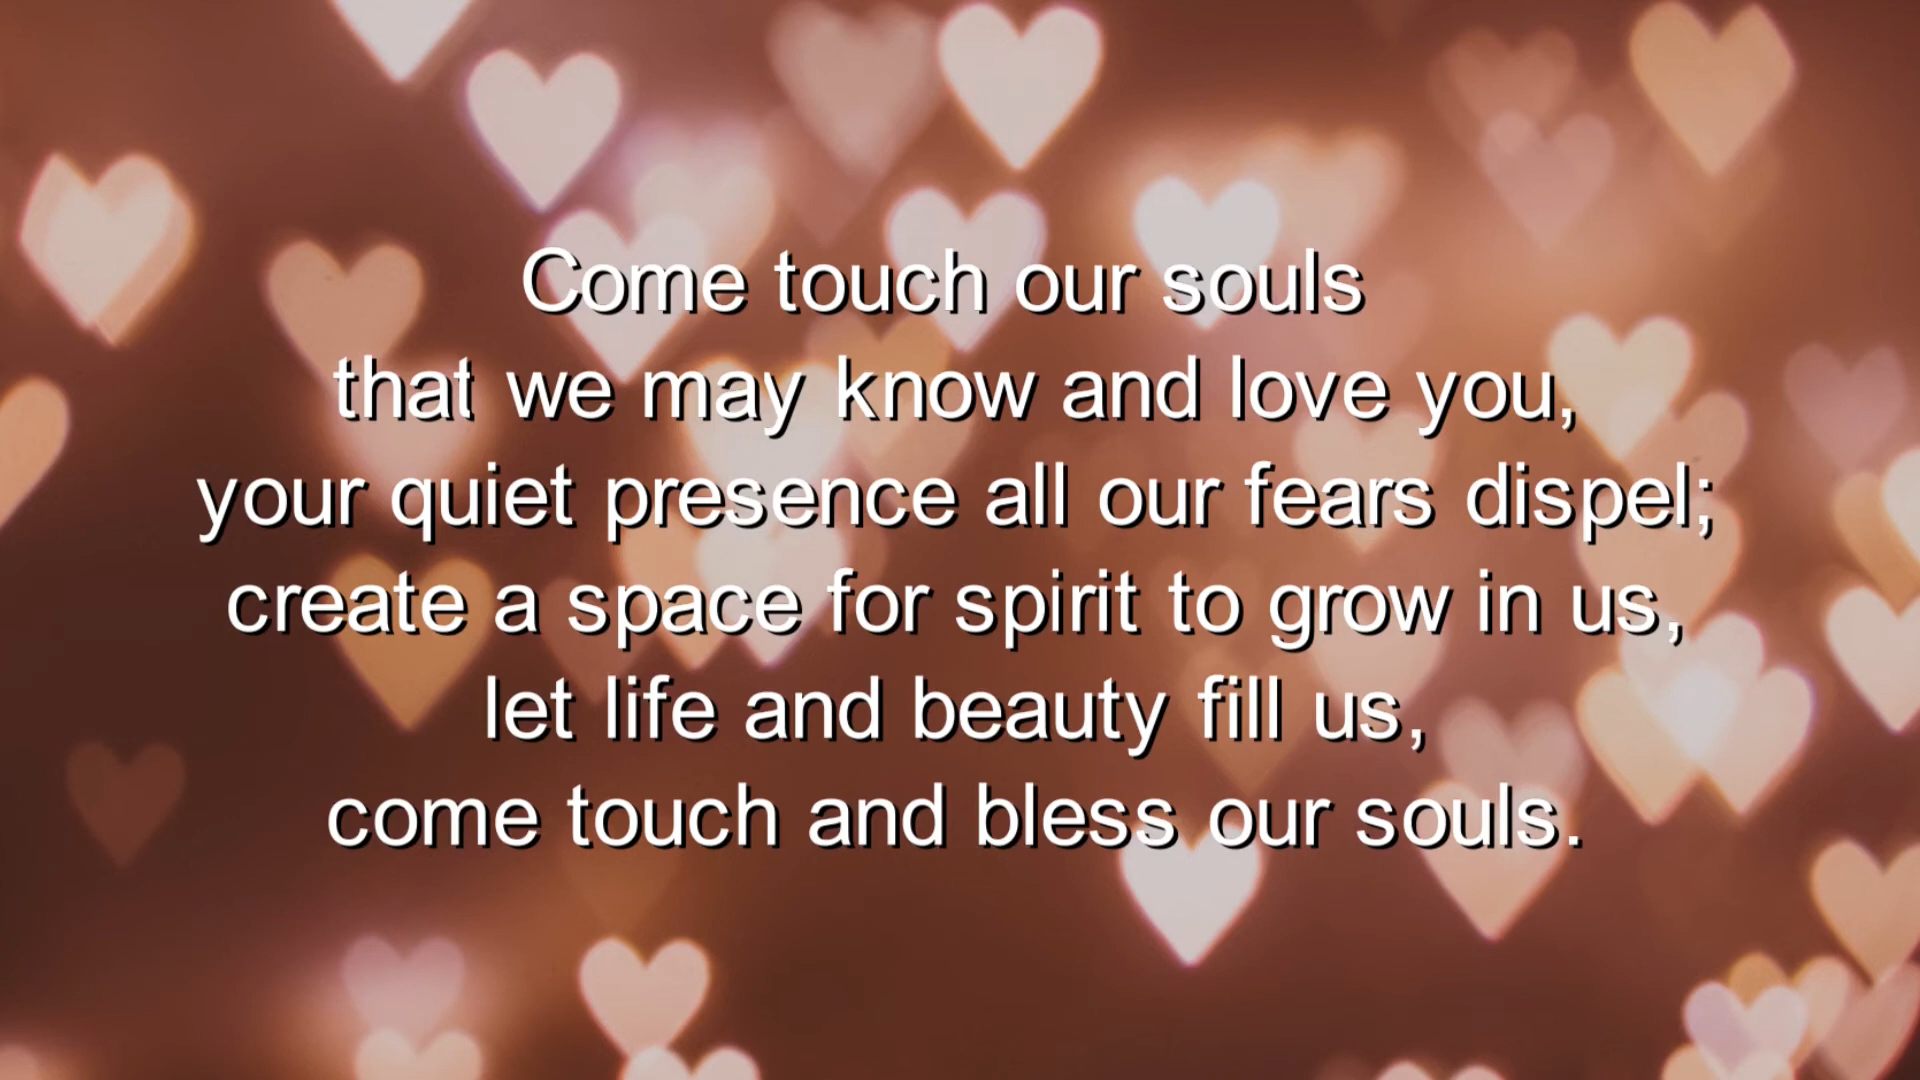 Come touch our souls
that we may know and love you,
your quiet presence all our fears dispel;
create a space for spirit to grow in us,
let life and beauty fill us,
come touch and bless our souls.